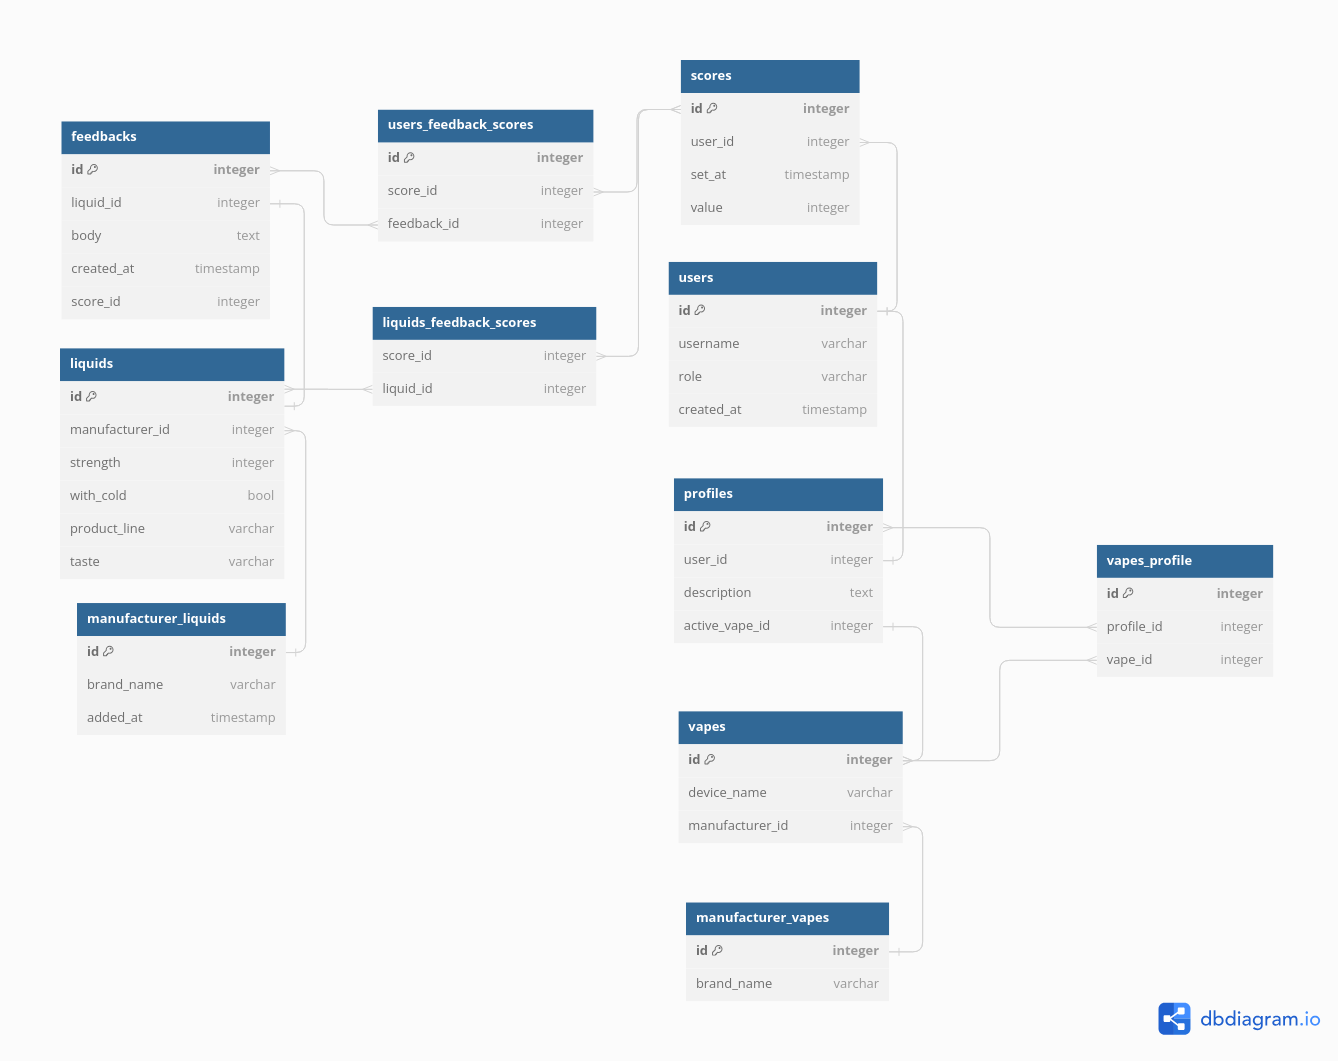 feedbacks
id integer
liquid_id integer
body text
created_at timestamp
score_id integer
liquids
id integer
manufacturer_id integer
strength integer
with_cold bool
product_line varchar
taste varchar
manufacturer_liquids
id integer
brand_name varchar
added_at timestamp
users_feedback_scores
id integer
score_id integer
feedback_id integer
liquids_feedback_scores
score_id integer
liquid_id integer
scores
id integer
user_id integer
set_at timestamp
value integer
users
id integer
username varchar
role varchar
created_at timestamp
profiles
id integer
user_id integer
description text
active_vape_id integer
vapes
id integer
device_name varchar
manufacturer_id integer
manufacturer_vapes
id integer
brand_name varchar
vapes_profile
id integer
profile_id integer
vape_id integer
dbdiagram.io